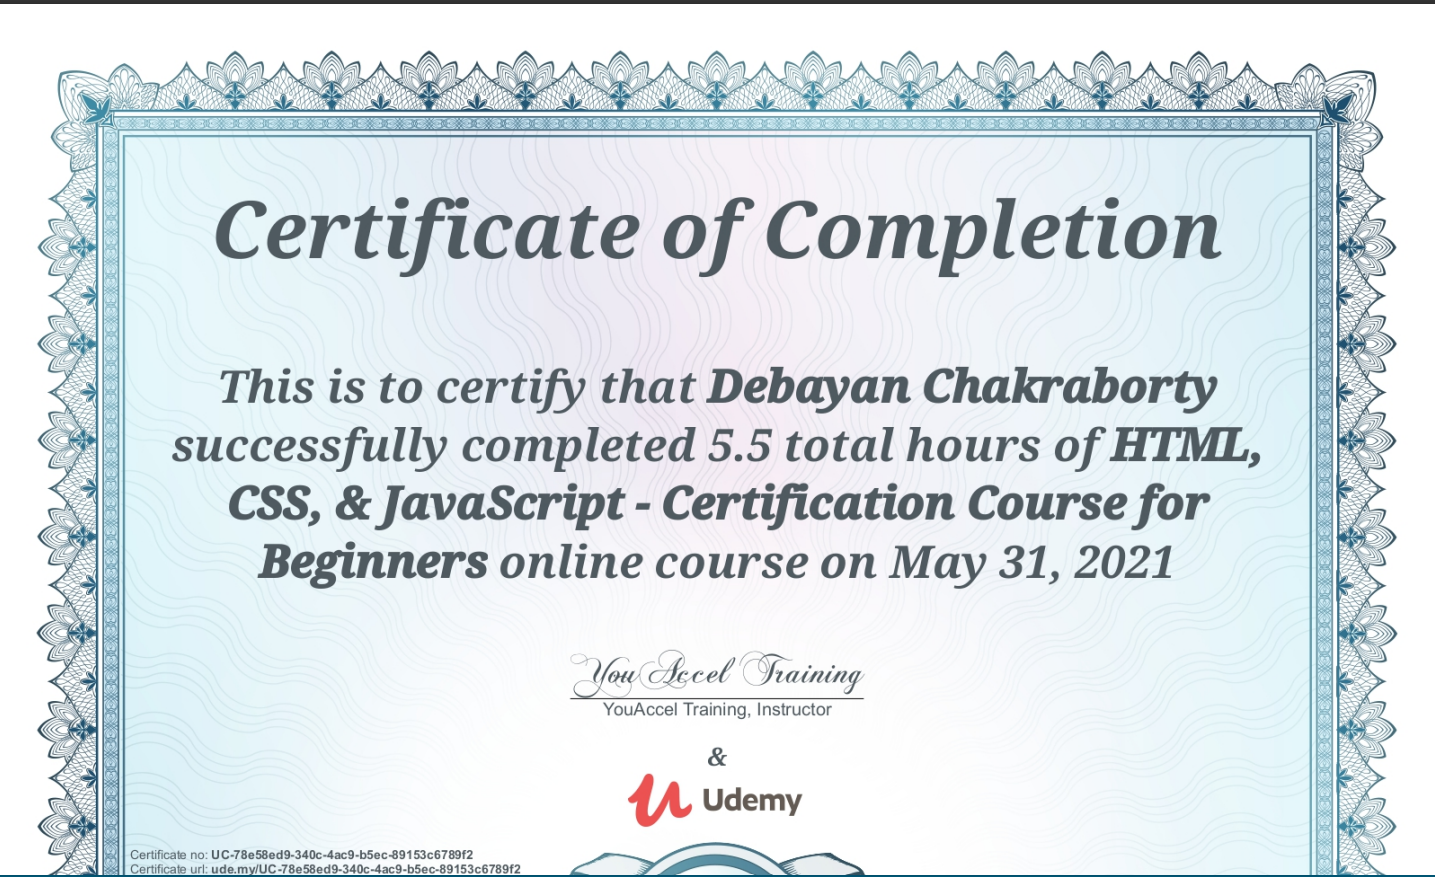 Certificate of Completion
This is to certify that Debayan Chakraborty
successfully completed 5.5 total hours of HTML,
CSS, & JavaScript - Certification Course for
Beginners online course on May 31, 2021
YouAccel Training
YouAccel Training, Instructor
&
Udemy
Certificate no: UC-78e58ed9-340c-4ac9-b5ec-89153c6789f2
Certificate url: ude.my/UC-78e58ed9-340c-4ac9-b5ec-89153c6789f2